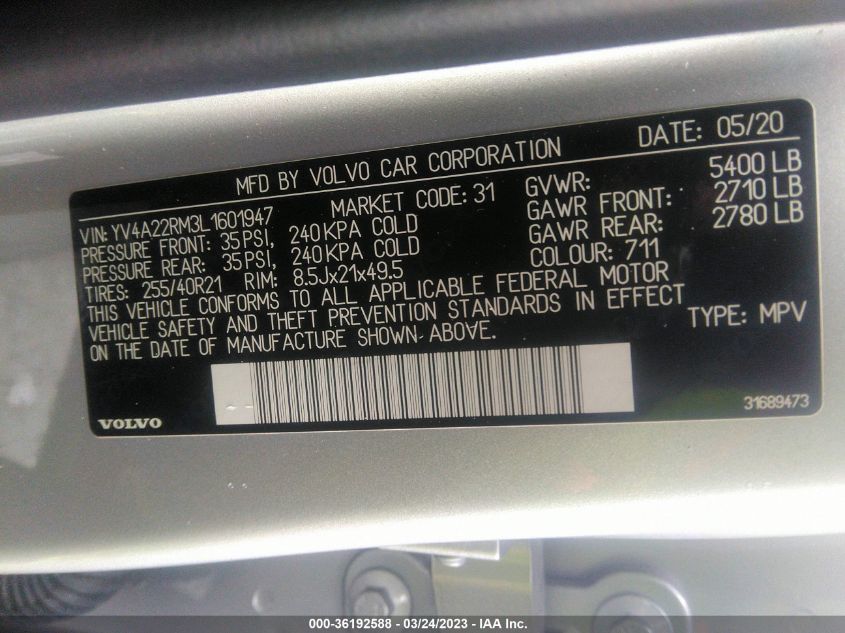 MFD BY VOLVO CAR CORPORATION DATE: 05/20
VIN: YV4A22RM3L1601947 MARKET CODE: 31 GVWR: 5400 LB
PRESSURE FRONT: 35PSI, 240KPA COLD GAWR FRONT: 2710 LB
PRESSURE REAR: 35PSI, 240KPA COLD GAWR REAR: 2780 LB
TIRES: 255/40R21 RIM: 8.5Jx21x49.5 COLOUR: 711
THIS VEHICLE CONFORMS TO ALL APPLICABLE FEDERAL MOTOR
VEHICLE SAFETY AND THEFT PREVENTION STANDARDS IN EFFECT
ON THE DATE OF MANUFACTURE SHOWN ABOVE. TYPE: MPV
VOLVO 31689473
000-36192588 - 03/24/2023 - IAA Inc.